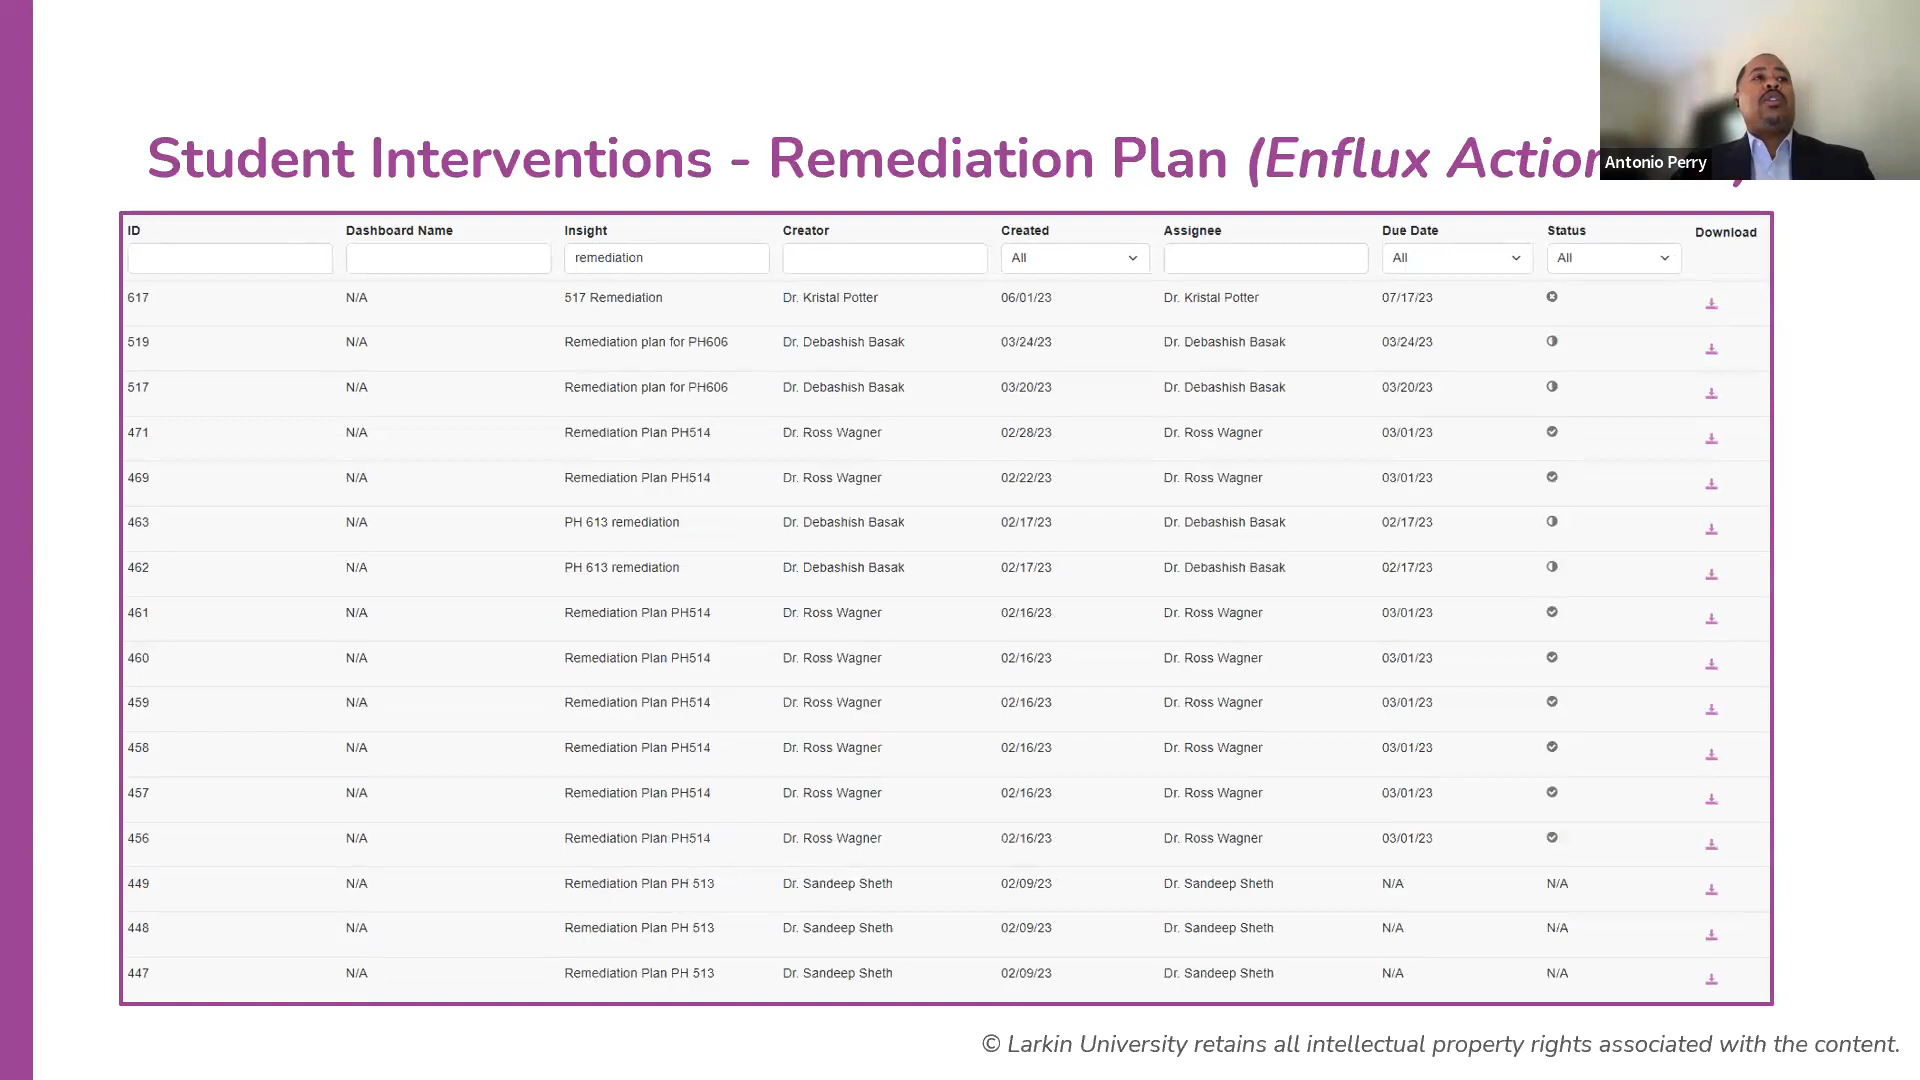 Student Interventions - Remediation Plan (Enflux Action
Antonio Perry
ID Dashboard Name Insight Creator Created Assignee Due Date Status Download
remediation All All All
617 N/A 517 Remediation Dr. Kristal Potter 06/01/23 Dr. Kristal Potter 07/17/23
519 N/A Remediation plan for PH606 Dr. Debashish Basak 03/24/23 Dr. Debashish Basak 03/24/23
517 N/A Remediation plan for PH606 Dr. Debashish Basak 03/20/23 Dr. Debashish Basak 03/20/23
471 N/A Remediation Plan PH514 Dr. Ross Wagner 02/28/23 Dr. Ross Wagner 03/01/23
469 N/A Remediation Plan PH514 Dr. Ross Wagner 02/22/23 Dr. Ross Wagner 03/01/23
463 N/A PH 613 remediation Dr. Debashish Basak 02/17/23 Dr. Debashish Basak 02/17/23
462 N/A PH 613 remediation Dr. Debashish Basak 02/17/23 Dr. Debashish Basak 02/17/23
461 N/A Remediation Plan PH514 Dr. Ross Wagner 02/16/23 Dr. Ross Wagner 03/01/23
460 N/A Remediation Plan PH514 Dr. Ross Wagner 02/16/23 Dr. Ross Wagner 03/01/23
459 N/A Remediation Plan PH514 Dr. Ross Wagner 02/16/23 Dr. Ross Wagner 03/01/23
458 N/A Remediation Plan PH514 Dr. Ross Wagner 02/16/23 Dr. Ross Wagner 03/01/23
457 N/A Remediation Plan PH514 Dr. Ross Wagner 02/16/23 Dr. Ross Wagner 03/01/23
456 N/A Remediation Plan PH514 Dr. Ross Wagner 02/16/23 Dr. Ross Wagner 03/01/23
449 N/A Remediation Plan PH 513 Dr. Sandeep Sheth 02/09/23 Dr. Sandeep Sheth N/A N/A
448 N/A Remediation Plan PH 513 Dr. Sandeep Sheth 02/09/23 Dr. Sandeep Sheth N/A N/A
447 N/A Remediation Plan PH 513 Dr. Sandeep Sheth 02/09/23 Dr. Sandeep Sheth N/A N/A
© Larkin University retains all intellectual property rights associated with the content.